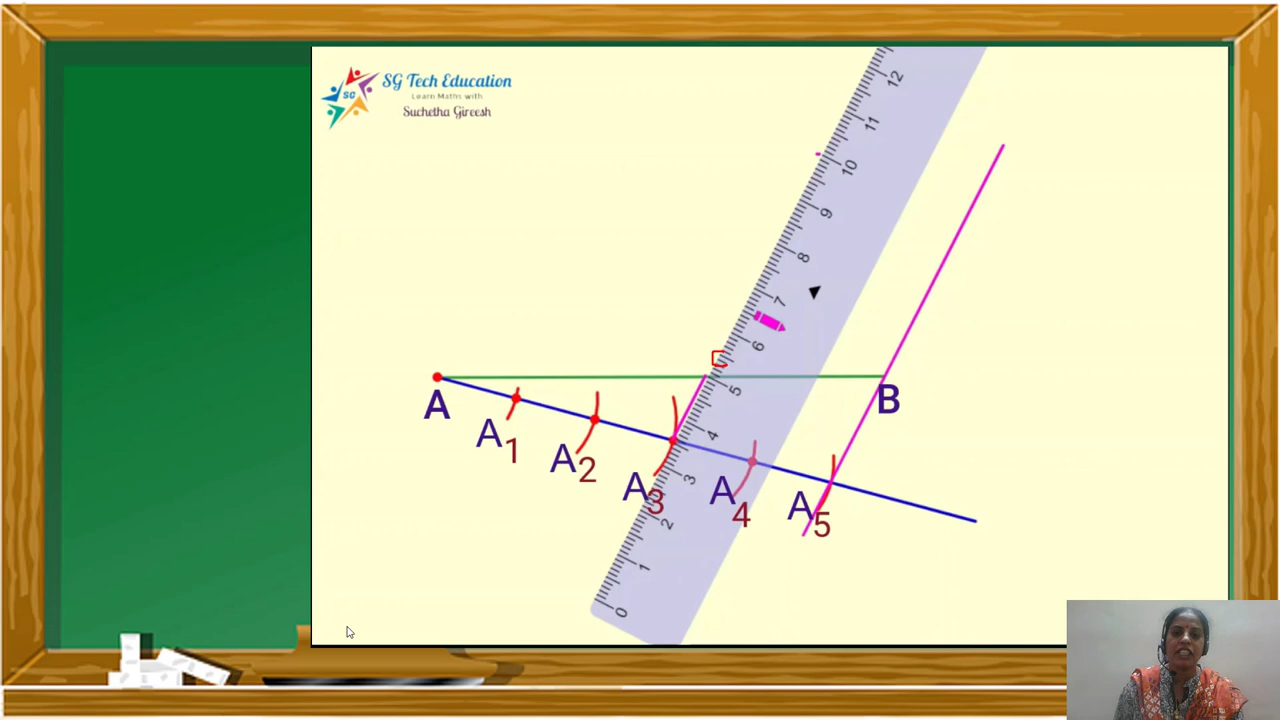 SG Tech Education
Learn Maths with
Suchetha Gireesh
SG
12
11
10
9
8
7
6
5
4
3
2
1
0
A
B
A1
A2
A3
A4
A5